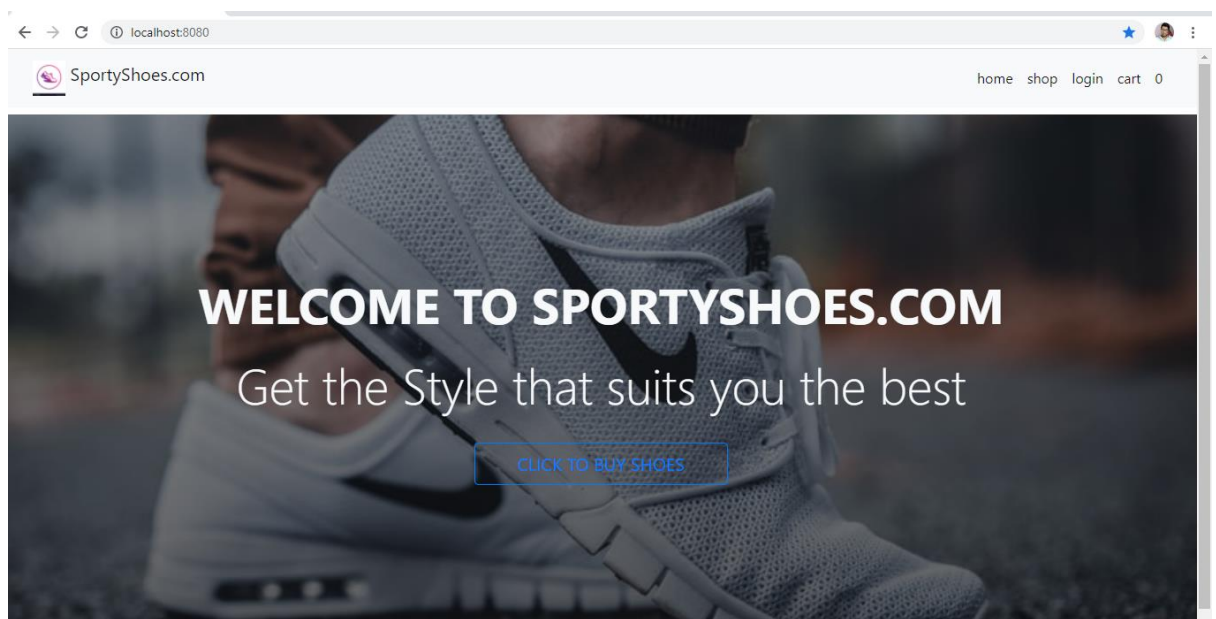 localhost:8080
SportyShoes.com
home shop login cart 0
WELCOME TO SPORTYSHOES.COM
Get the Style that suits you the best
CLICK TO BUY SHOES